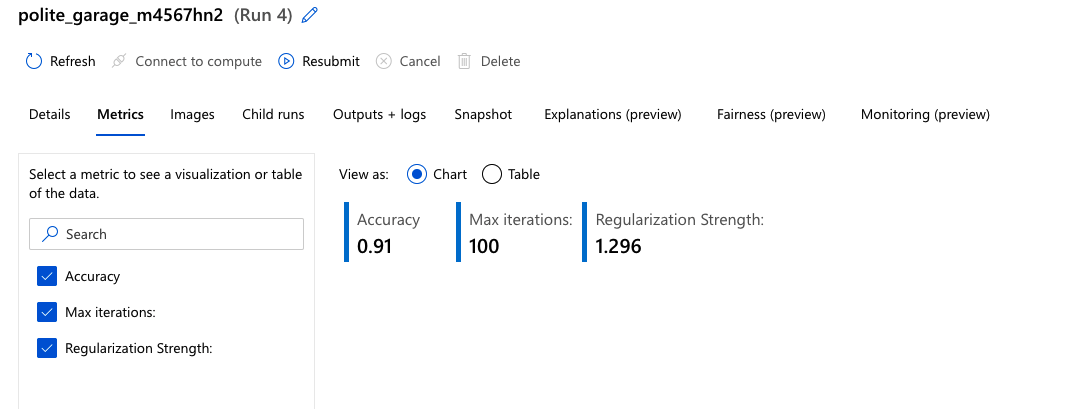 polite_garage_m4567hn2 (Run 4)
Refresh Connect to compute Resubmit Cancel Delete
Details Metrics Images Child runs Outputs + logs Snapshot Explanations (preview) Fairness (preview) Monitoring (preview)
Select a metric to see a visualization or table
of the data.
Search
Accuracy
Max iterations:
Regularization Strength:
View as: Chart Table
Accuracy Max iterations: Regularization Strength:
0.91 100 1.296